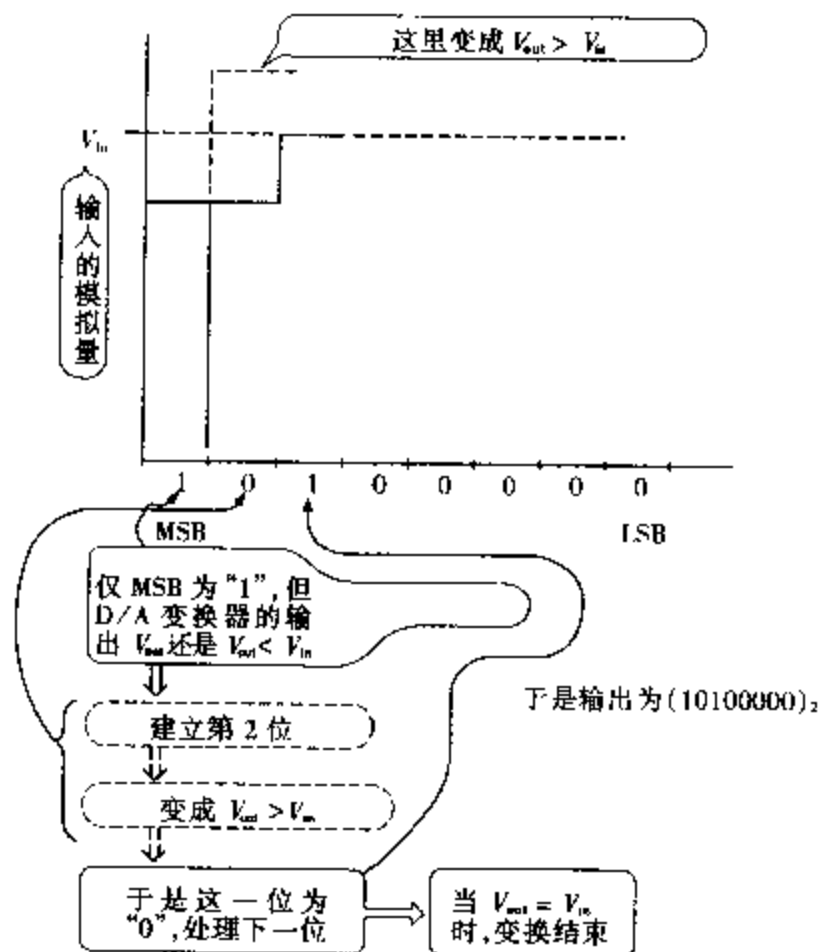 这里变成 Vout > Vin
Vin
输入的模拟量
1 0 1 0 0 0 0 0
MSB LSB
仅 MSB 为“1”,但
D/A 变换器的输
出 Vout 还是 Vout < Vin
于是输出为(10100000)₂
建立第 2 位
变成 Vout > Vin
于是这一位为
“0”,处理下一位
当 Vout = Vin
时,变换结束